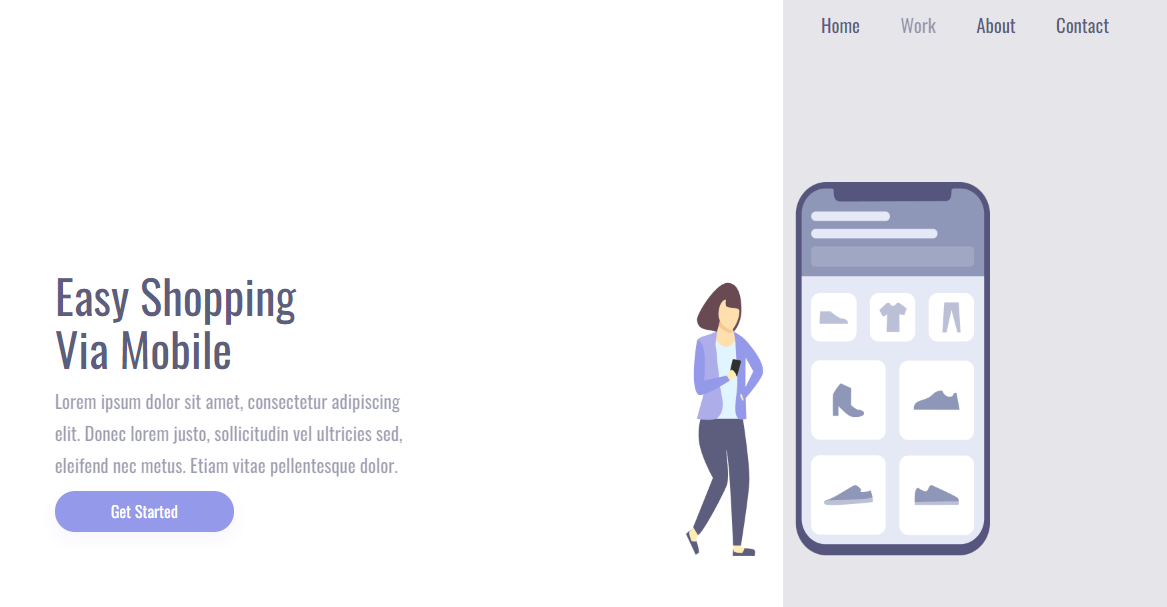 Home Work About Contact
Easy Shopping
Via Mobile
Lorem ipsum dolor sit amet, consectetur adipiscing
elit. Donec lorem justo, sollicitudin vel ultricies sed,
eleifend nec metus. Etiam vitae pellentesque dolor.
Get Started